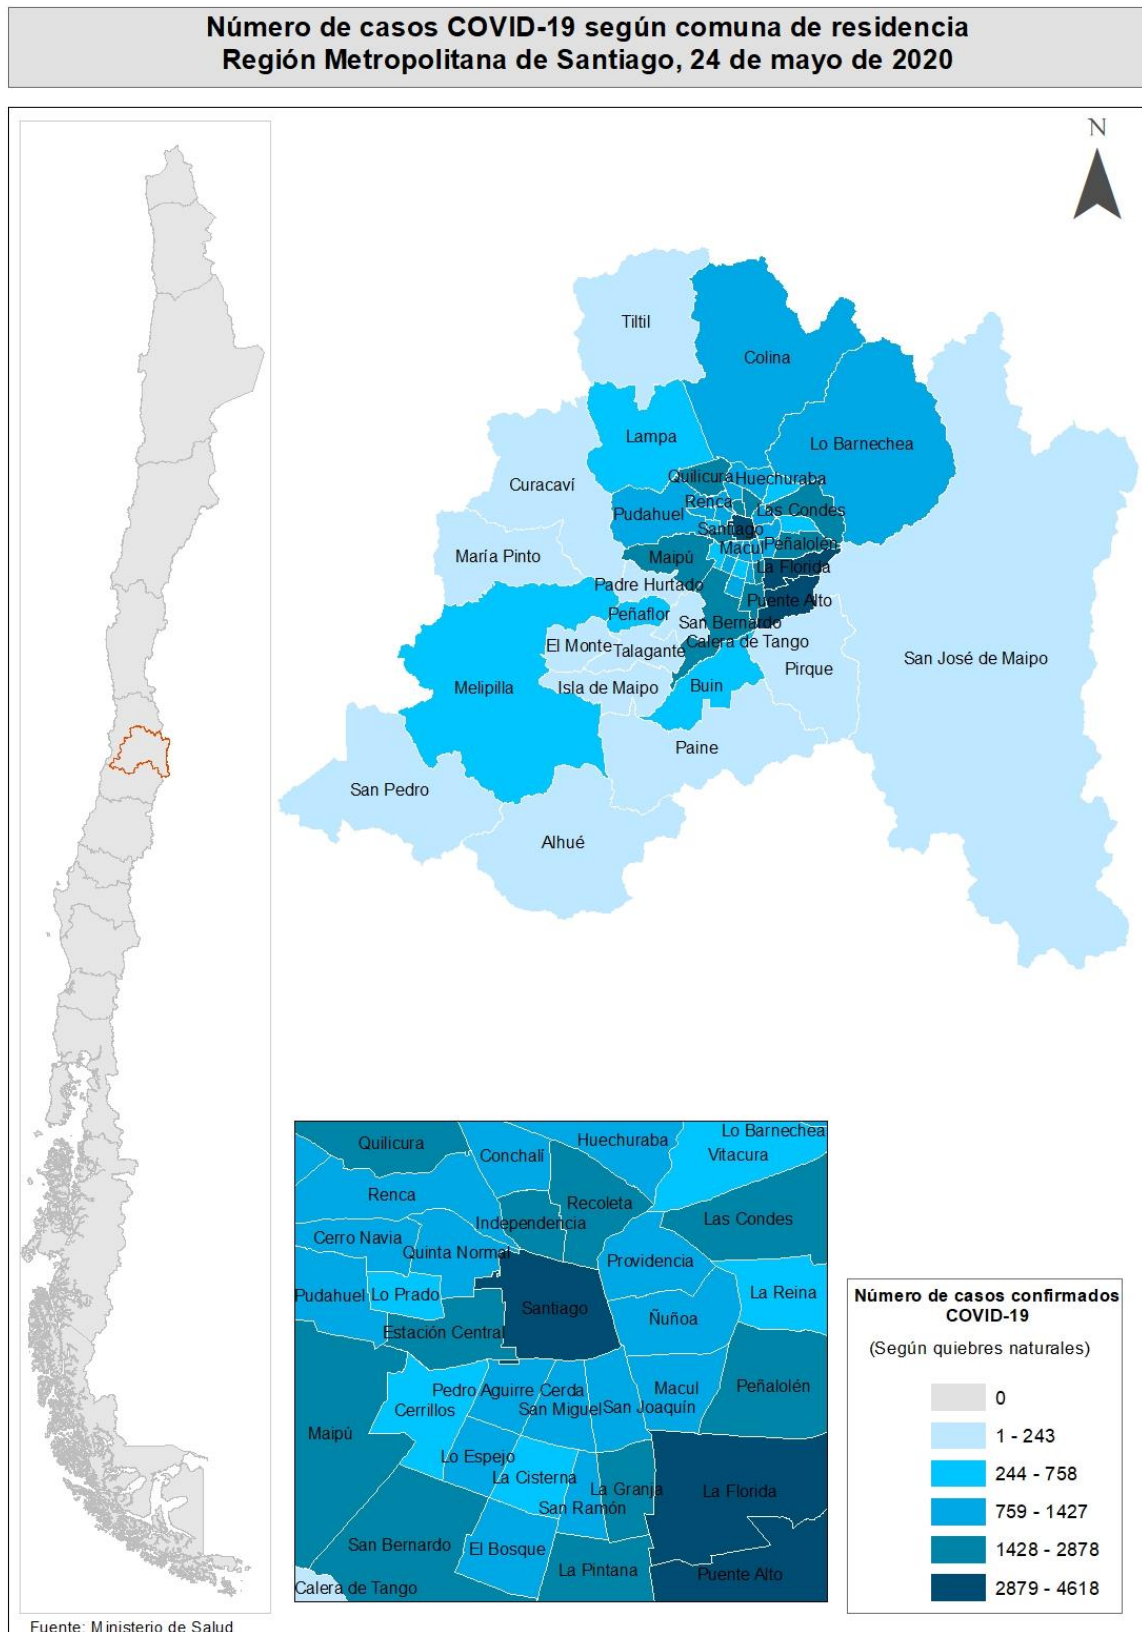 Número de casos COVID-19 según comuna de residencia
Región Metropolitana de Santiago, 24 de mayo de 2020
N
Tiltil
Colina
Lampa
Lo Barnechea
Quilicura
Huechuraba
Curacaví
Renca
Las Condes
Pudahuel
Santiago
Peñalolén
Macul
María Pinto
Maipú
La Florida
Padre Hurtado
Puente Alto
Peñaflor
San Bernardo
El Monte
Talagante
Calera de Tango
San José de Maipo
Pirque
Melipilla
Isla de Maipo
Buin
Paine
San Pedro
Alhué
Quilicura
Conchalí
Huechuraba
Lo Barnechea
Vitacura
Renca
Independencia
Recoleta
Las Condes
Cerro Navia
Quinta Normal
Providencia
Pudahuel
Lo Prado
Santiago
La Reina
Estación Central
Ñuñoa
Pedro Aguirre Cerda
Macul
Peñalolén
Cerrillos
San Miguel
San Joaquín
Maipú
Lo Espejo
La Cisterna
La Granja
La Florida
San Ramón
San Bernardo
El Bosque
La Pintana
Puente Alto
Calera de Tango
Número de casos confirmados
COVID-19
(Según quiebres naturales)
0
1 - 243
244 - 758
759 - 1427
1428 - 2878
2879 - 4618
Fuente: Ministerio de Salud